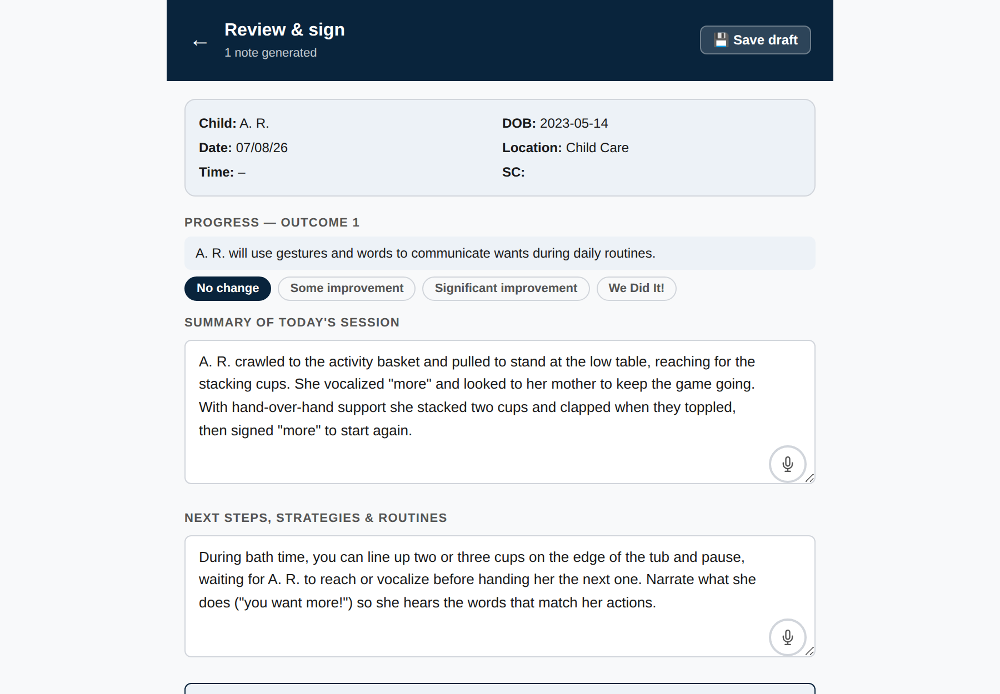 ←
Review & sign
1 note generated
💾 Save draft
Child: A. R.
DOB: 2023-05-14
Date: 07/08/26
Location: Child Care
Time: –
SC:
PROGRESS — OUTCOME 1
A. R. will use gestures and words to communicate wants during daily routines.
No change
Some improvement
Significant improvement
We Did It!
SUMMARY OF TODAY'S SESSION
A. R. crawled to the activity basket and pulled to stand at the low table, reaching for the
stacking cups. She vocalized "more" and looked to her mother to keep the game going.
With hand-over-hand support she stacked two cups and clapped when they toppled,
then signed "more" to start again.
NEXT STEPS, STRATEGIES & ROUTINES
During bath time, you can line up two or three cups on the edge of the tub and pause,
waiting for A. R. to reach or vocalize before handing her the next one. Narrate what she
does ("you want more!") so she hears the words that match her actions.